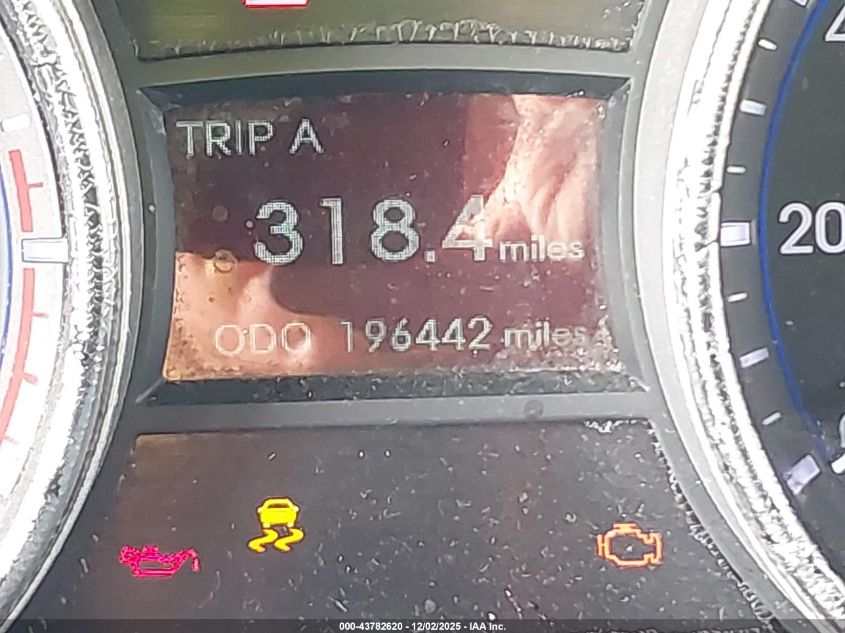 TRIP A
318.4 miles
20
ODO 196442 miles
000-43782620 - 12/02/2025 - IAA Inc.